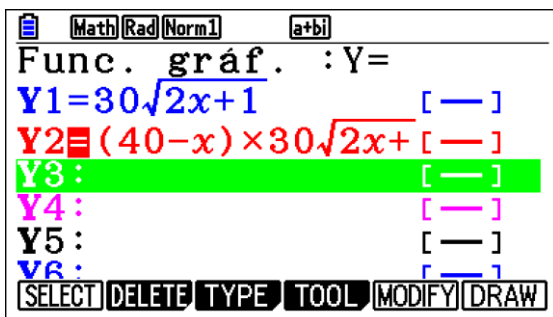 Math Rad Norm1 a+bi
Func. gráf. :Y=
Y1=30√2x+1 [—]
Y2=(40−x)×30√2x+ [—]
Y3: [—]
Y4: [—]
Y5: [—]
Y6: [—]
SELECT DELETE TYPE TOOL MODIFY DRAW